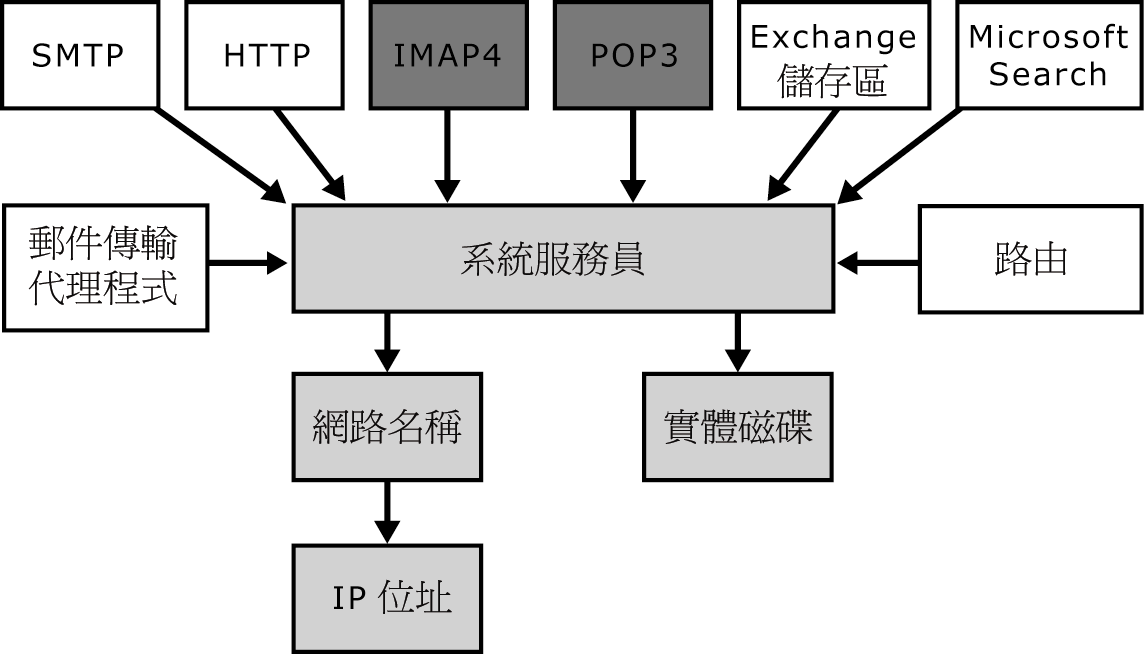 SMTP
HTTP
IMAP4
POP3
Exchange
儲存區
Microsoft
Search
郵件傳輸
代理程式
系統服務員
路由
網路名稱
實體磁碟
IP 位址